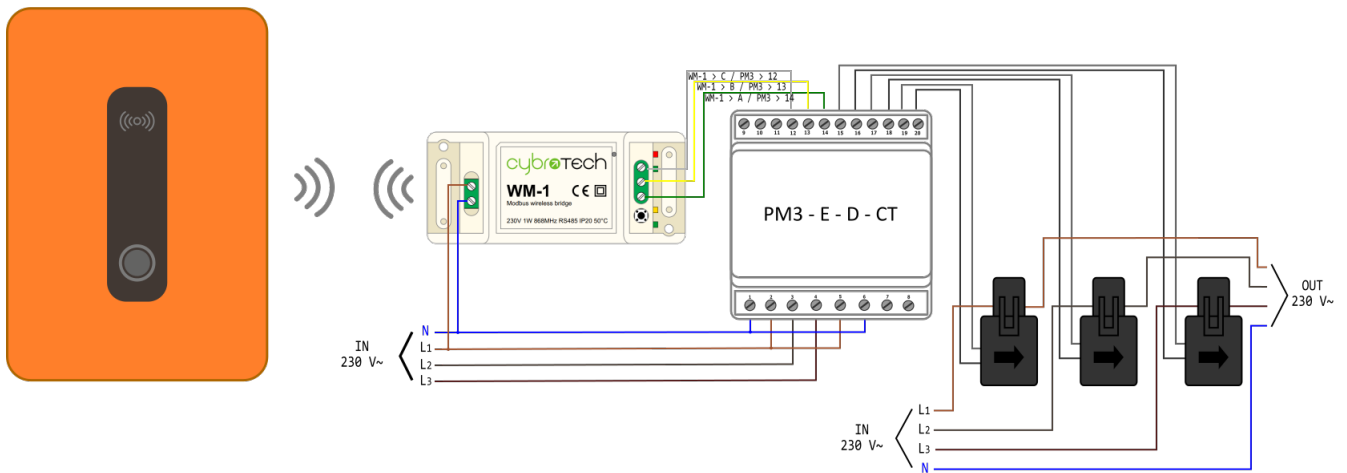 WM-1 > C / PM3 > 12
WM-1 > B / PM3 > 13
WM-1 > A / PM3 > 14
9 10 11 12 13 14 15 16 17 18 19 20
cybrotech
WM-1 CE
Modbus wireless bridge
230V 1W 868MHz RS485 IP20 50°C
PM3 - E - D - CT
1 2 3 4 5 6 7 8
IN
230 V~
N
L1
L2
L3
OUT
230 V~
IN
230 V~
L1
L2
L3
N